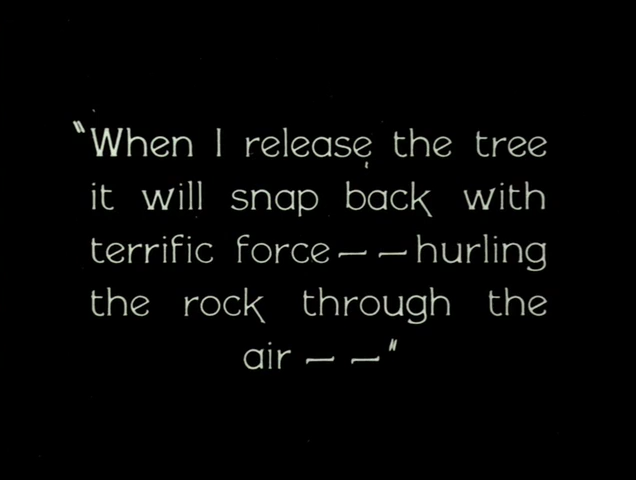 "When I release the tree
it will snap back with
terrific force — — hurling
the rock through the
air — —"